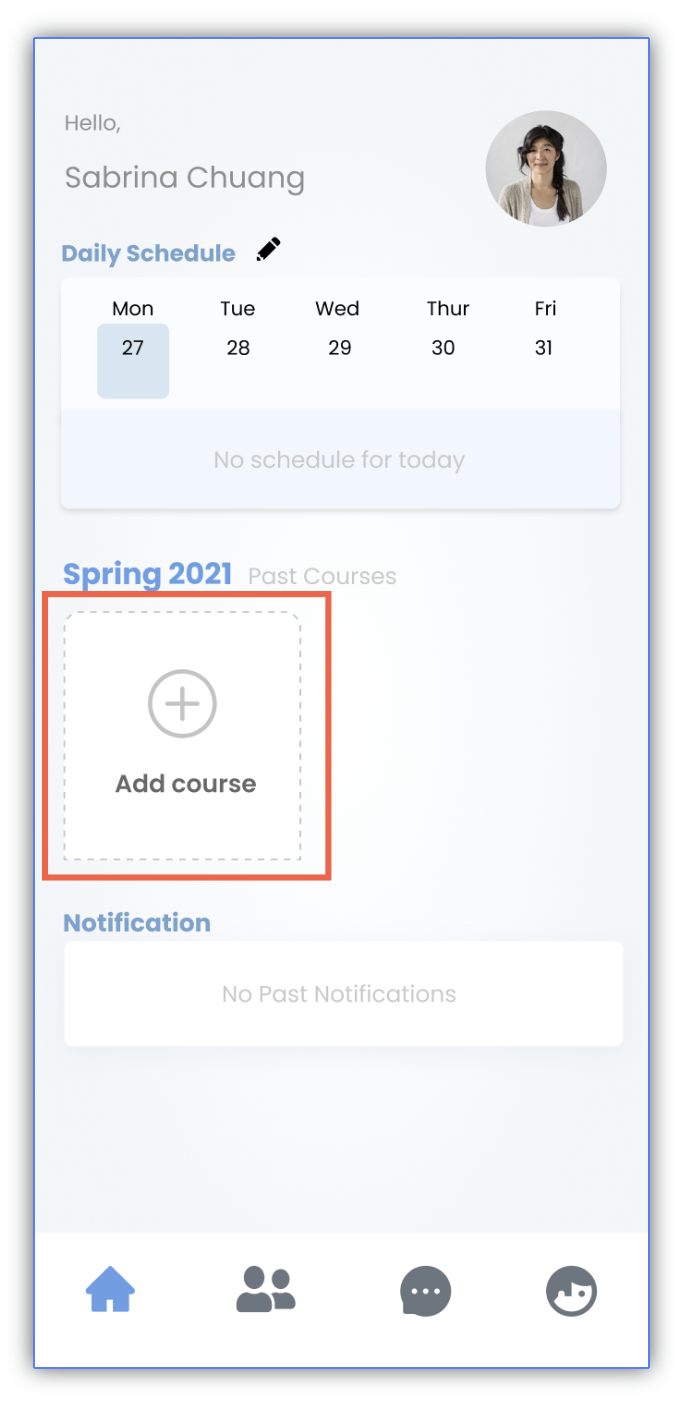 Hello,
Sabrina Chuang
Daily Schedule
Mon Tue Wed Thur Fri
27 28 29 30 31
No schedule for today
Spring 2021 Past Courses
Add course
Notification
No Past Notifications